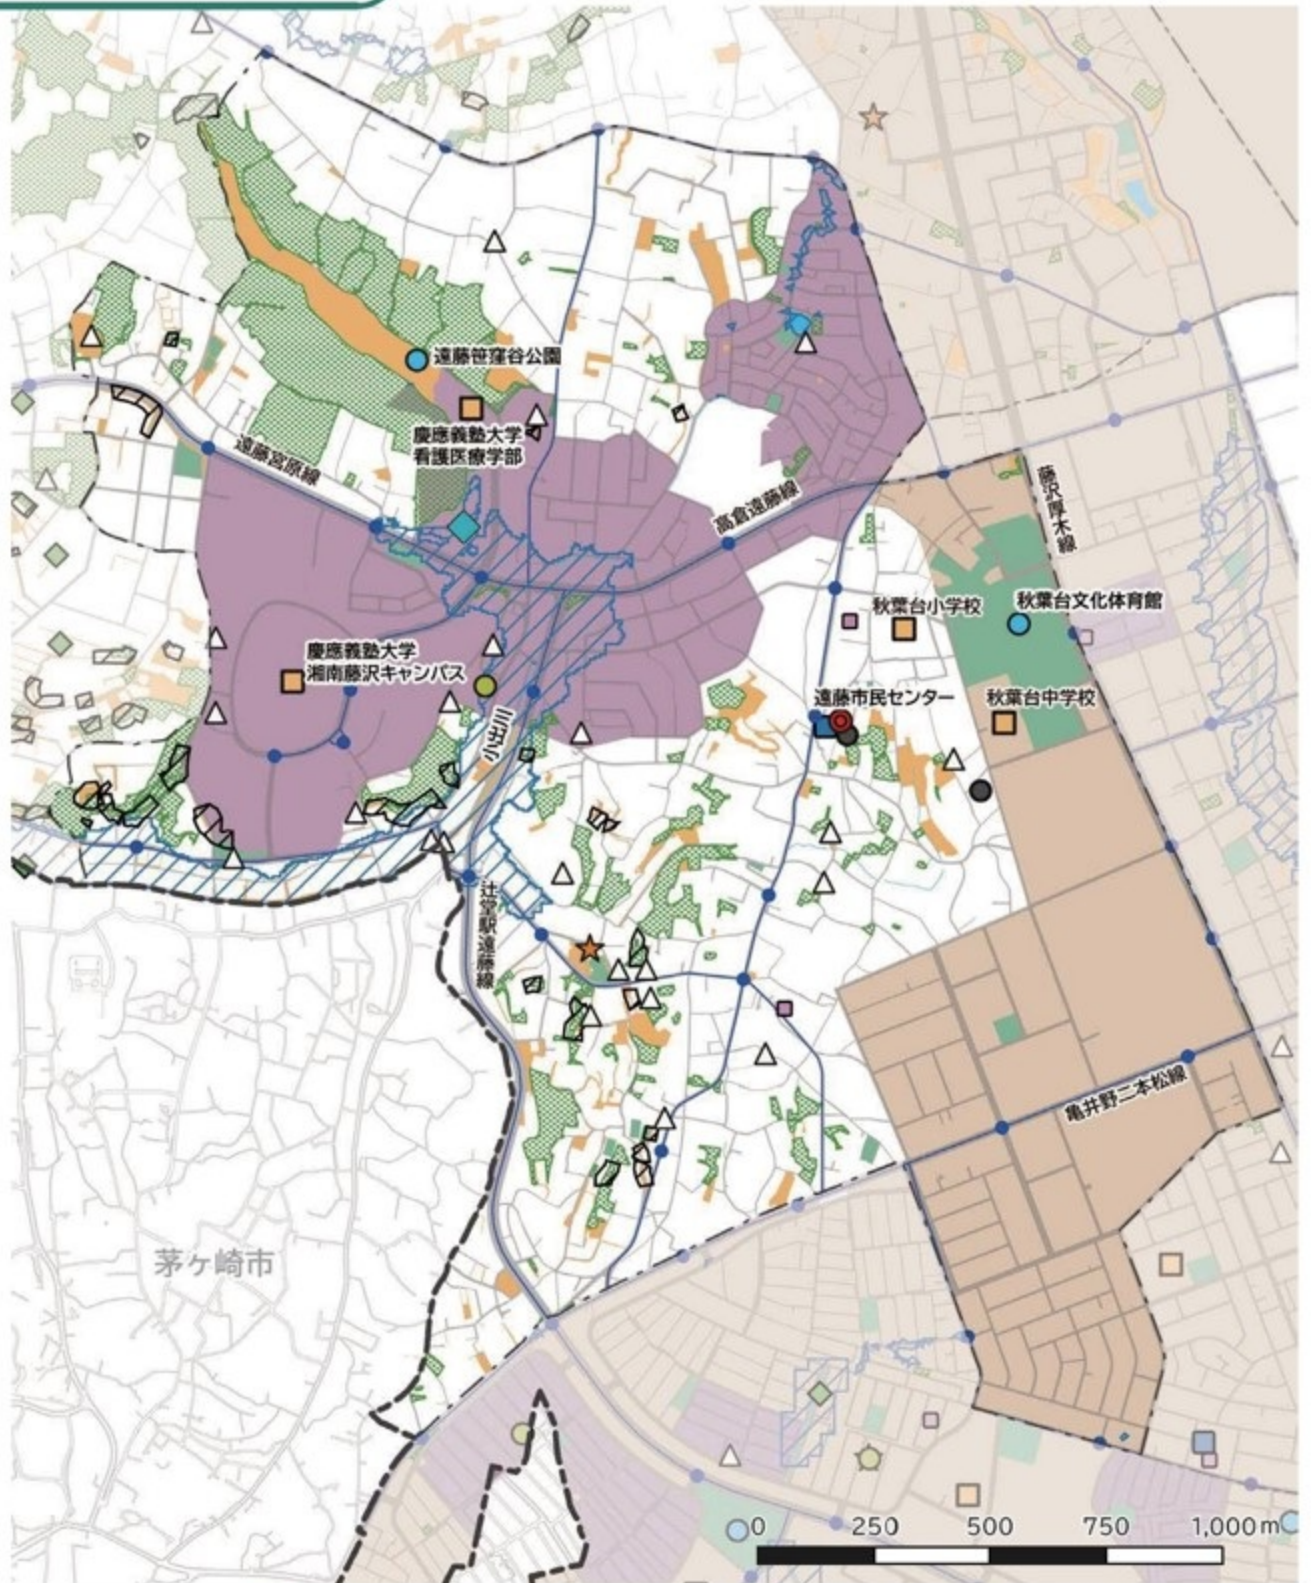 遠藤笹窪谷公園
慶應義塾大学
看護医療学部
遠藤宮原線
高倉遠藤線
藤沢厚木線
秋葉台小学校
秋葉台文化体育館
慶應義塾大学
湘南藤沢キャンパス
遠藤市民センター
秋葉台中学校
小出川
辻堂駅遠藤線
亀井野二本松線
茅ヶ崎市
0 250 500 750 1,000m